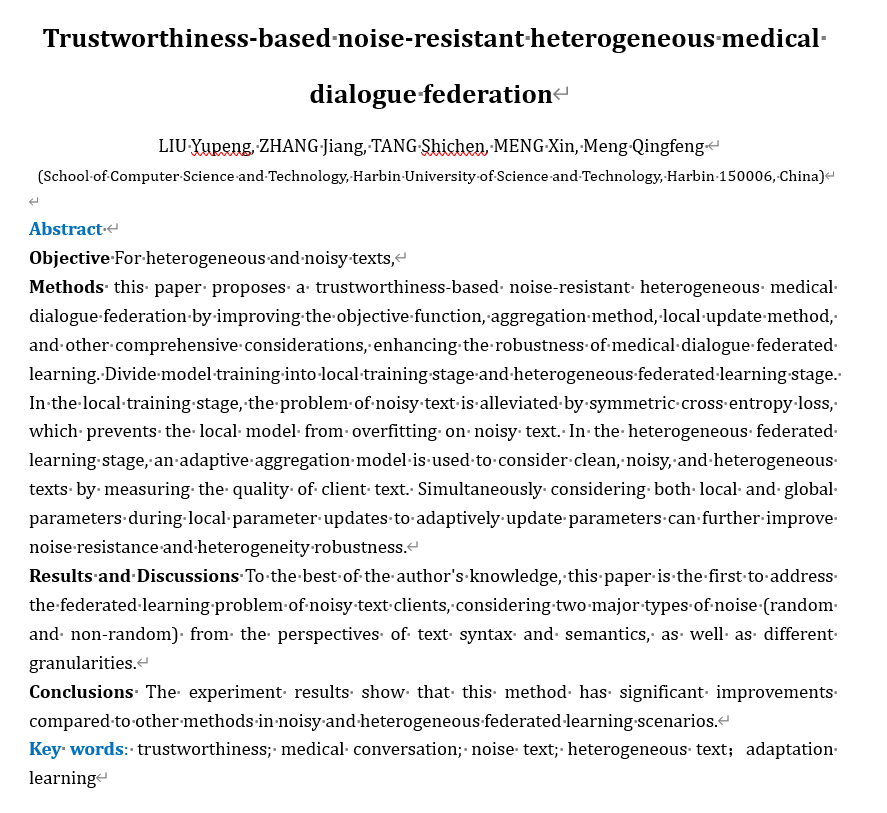 Trustworthiness-based noise-resistant heterogeneous medical
dialogue federation
LIU Yupeng, ZHANG Jiang, TANG Shichen, MENG Xin, Meng Qingfeng
(School of Computer Science and Technology, Harbin University of Science and Technology, Harbin 150006, China)
Abstract
Objective For heterogeneous and noisy texts,
Methods this paper proposes a trustworthiness-based noise-resistant heterogeneous medical
dialogue federation by improving the objective function, aggregation method, local update method,
and other comprehensive considerations, enhancing the robustness of medical dialogue federated
learning. Divide model training into local training stage and heterogeneous federated learning stage.
In the local training stage, the problem of noisy text is alleviated by symmetric cross entropy loss,
which prevents the local model from overfitting on noisy text. In the heterogeneous federated
learning stage, an adaptive aggregation model is used to consider clean, noisy, and heterogeneous
texts by measuring the quality of client text. Simultaneously considering both local and global
parameters during local parameter updates to adaptively update parameters can further improve
noise resistance and heterogeneity robustness.
Results and Discussions To the best of the author's knowledge, this paper is the first to address
the federated learning problem of noisy text clients, considering two major types of noise (random
and non-random) from the perspectives of text syntax and semantics, as well as different
granularities.
Conclusions The experiment results show that this method has significant improvements
compared to other methods in noisy and heterogeneous federated learning scenarios.
Key words: trustworthiness; medical conversation; noise text; heterogeneous text； adaptation
learning